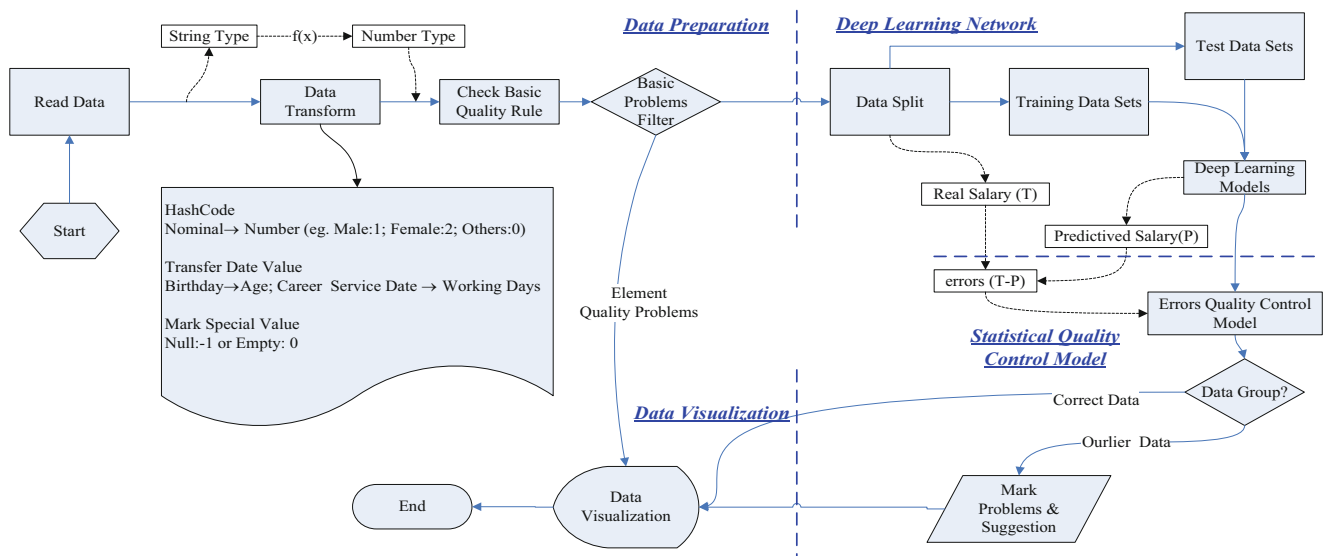 String Type
f(x)
Number Type
Data Preparation
Deep Learning Network
Test Data Sets
Read Data
Data
Transform
Check Basic
Quality Rule
Basic
Problems
Filter
Data Split
Training Data Sets
Deep Learning
Models
Real Salary (T)
Predictived Salary(P)
Start
HashCode
Nominal→ Number (eg. Male:1; Female:2; Others:0)
Transfer Date Value
Birthday→Age; Career Service Date → Working Days
Mark Special Value
Null:-1 or Empty: 0
Element
Quality Problems
errors (T-P)
Errors Quality Control
Model
Statistical Quality
Control Model
Data Group?
Data Visualization
Correct Data
Ourlier Data
End
Data
Visualization
Mark
Problems &
Suggestion